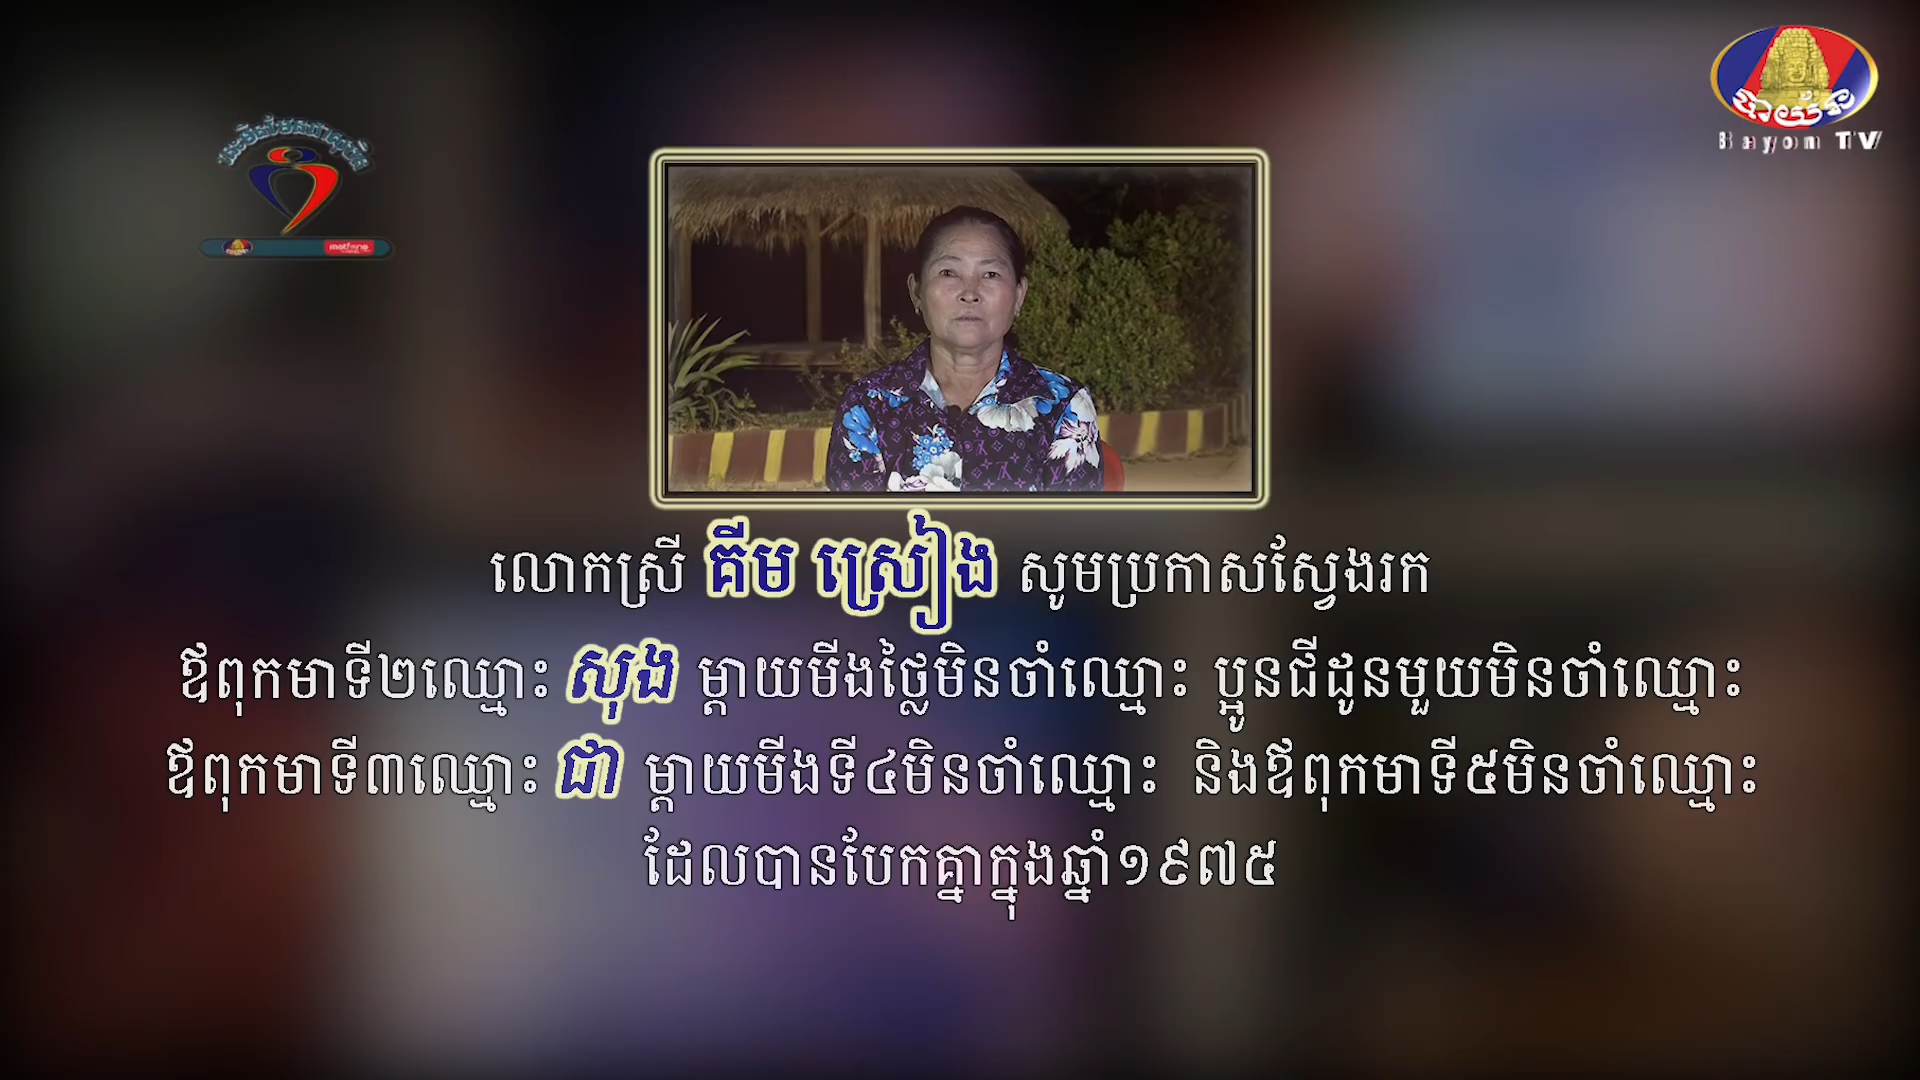 បាយ័ន
Bayon TV
metfone
លោកស្រី គីម ស្រៀង សូមប្រកាសស្វែងរក
ឪពុកមាទី២ឈ្មោះ សុង ម្តាយមីងថ្លៃមិនចាំឈ្មោះ ប្អូនជីដូនមួយមិនចាំឈ្មោះ
ឪពុកមាទី៣ឈ្មោះ ជា ម្តាយមីងទី៤មិនចាំឈ្មោះ និងឪពុកមាទី៥មិនចាំឈ្មោះ
ដែលបានបែកគ្នាក្នុងឆ្នាំ១៩៧៥